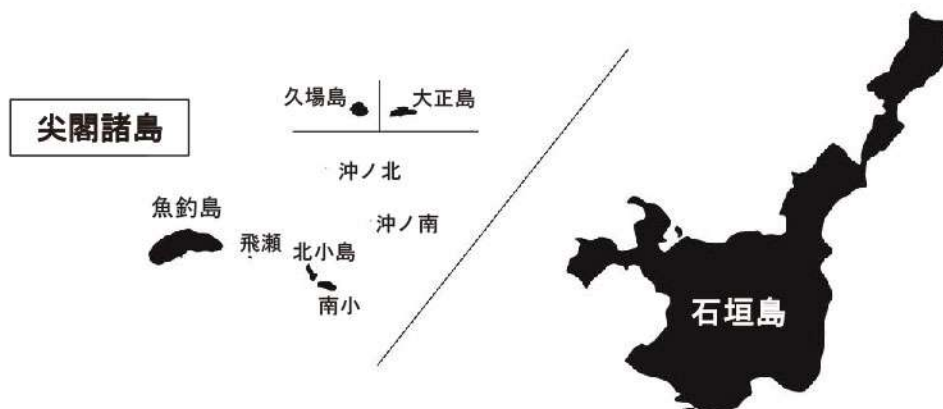 尖閣諸島
久場島
大正島
沖ノ北
沖ノ南
魚釣島
飛瀬
北小島
南小
石垣島